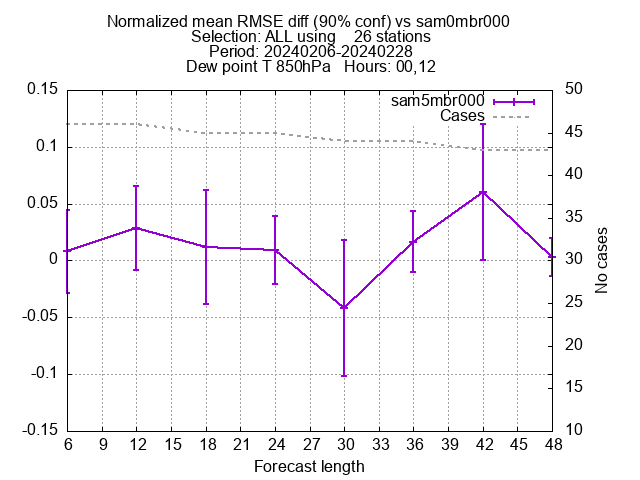 Normalized mean RMSE diff (90% conf) vs sam0mbr000
Selection: ALL using    26 stations
Period: 20240206-20240228
Dew point T 850hPa   Hours: 00,12
sam5mbr000
Cases
0.15
0.1
0.05
0
-0.05
-0.1
-0.15
50
45
40
35
30
25
20
15
10
No cases
6 9 12 15 18 21 24 27 30 33 36 39 42 45 48
Forecast length